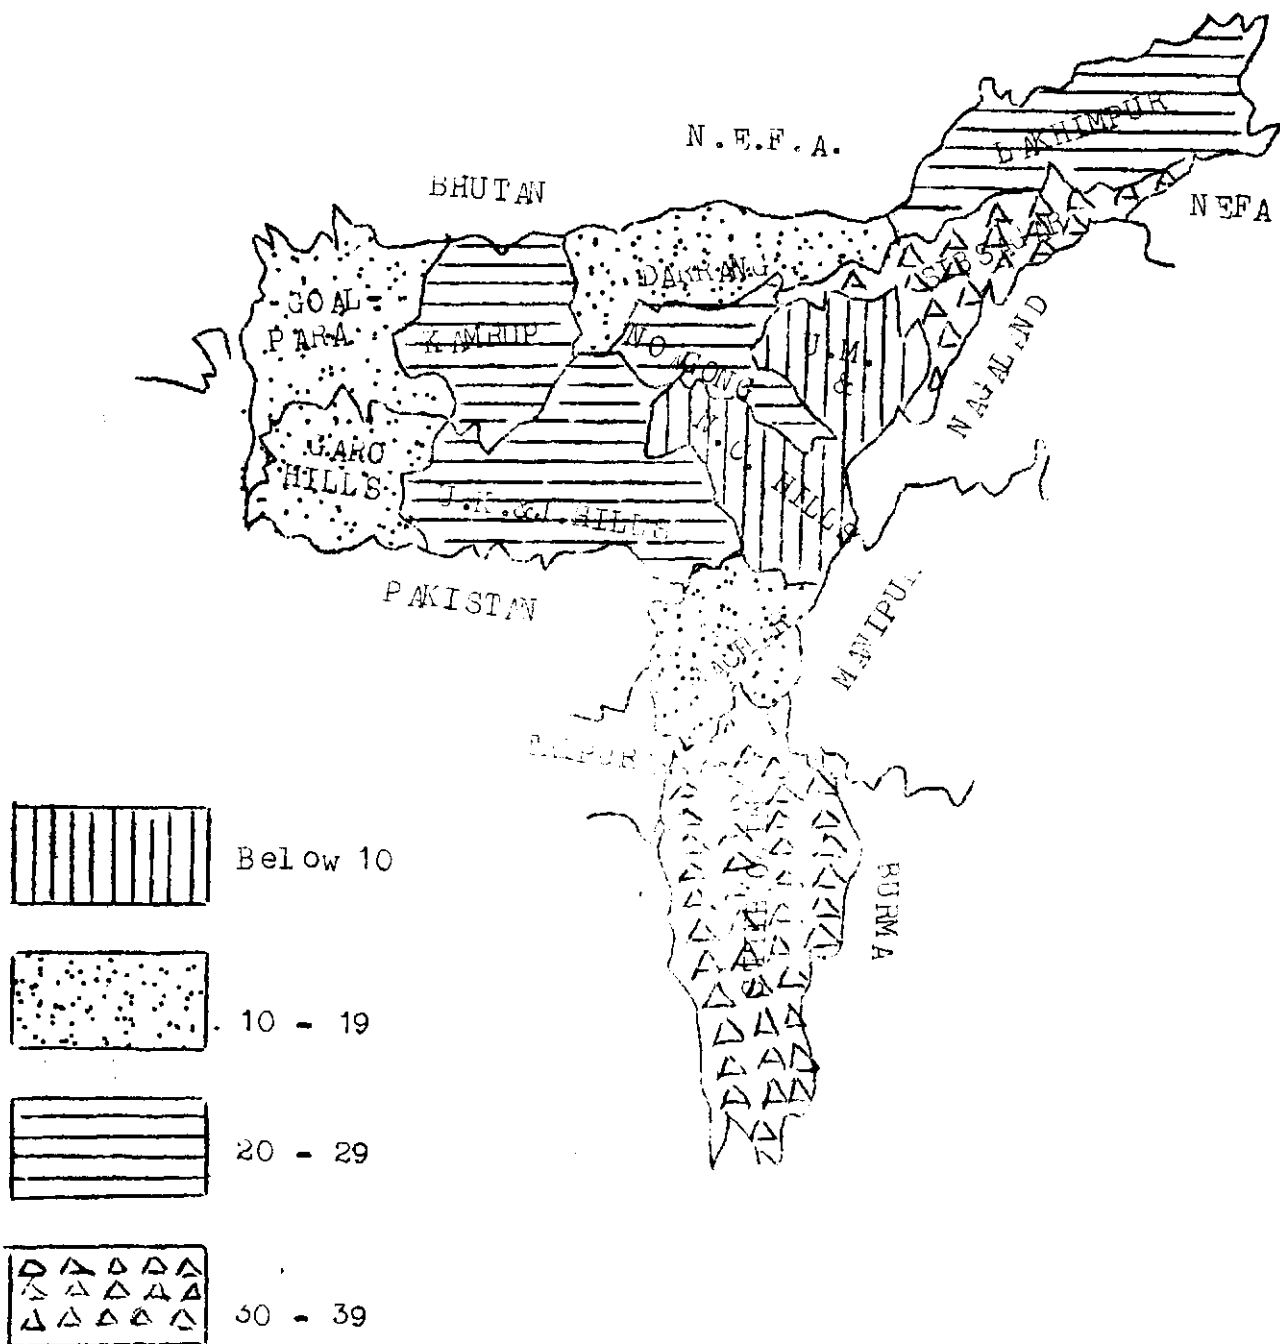 N.E.F.A.
BHUTAN
LAKHIMPUR
NEFA
DARRANG
SIBSAGAR
GOAL
PARA
KAMRUP
NOWGONG
U.M.
&
NAGALAND
GARO
HILLS
N.C.
HILLS
U.K.&J.HILLS
PAKISTAN
CACHAR
BURMA
Below 10
10 - 19
20 - 29
30 - 39